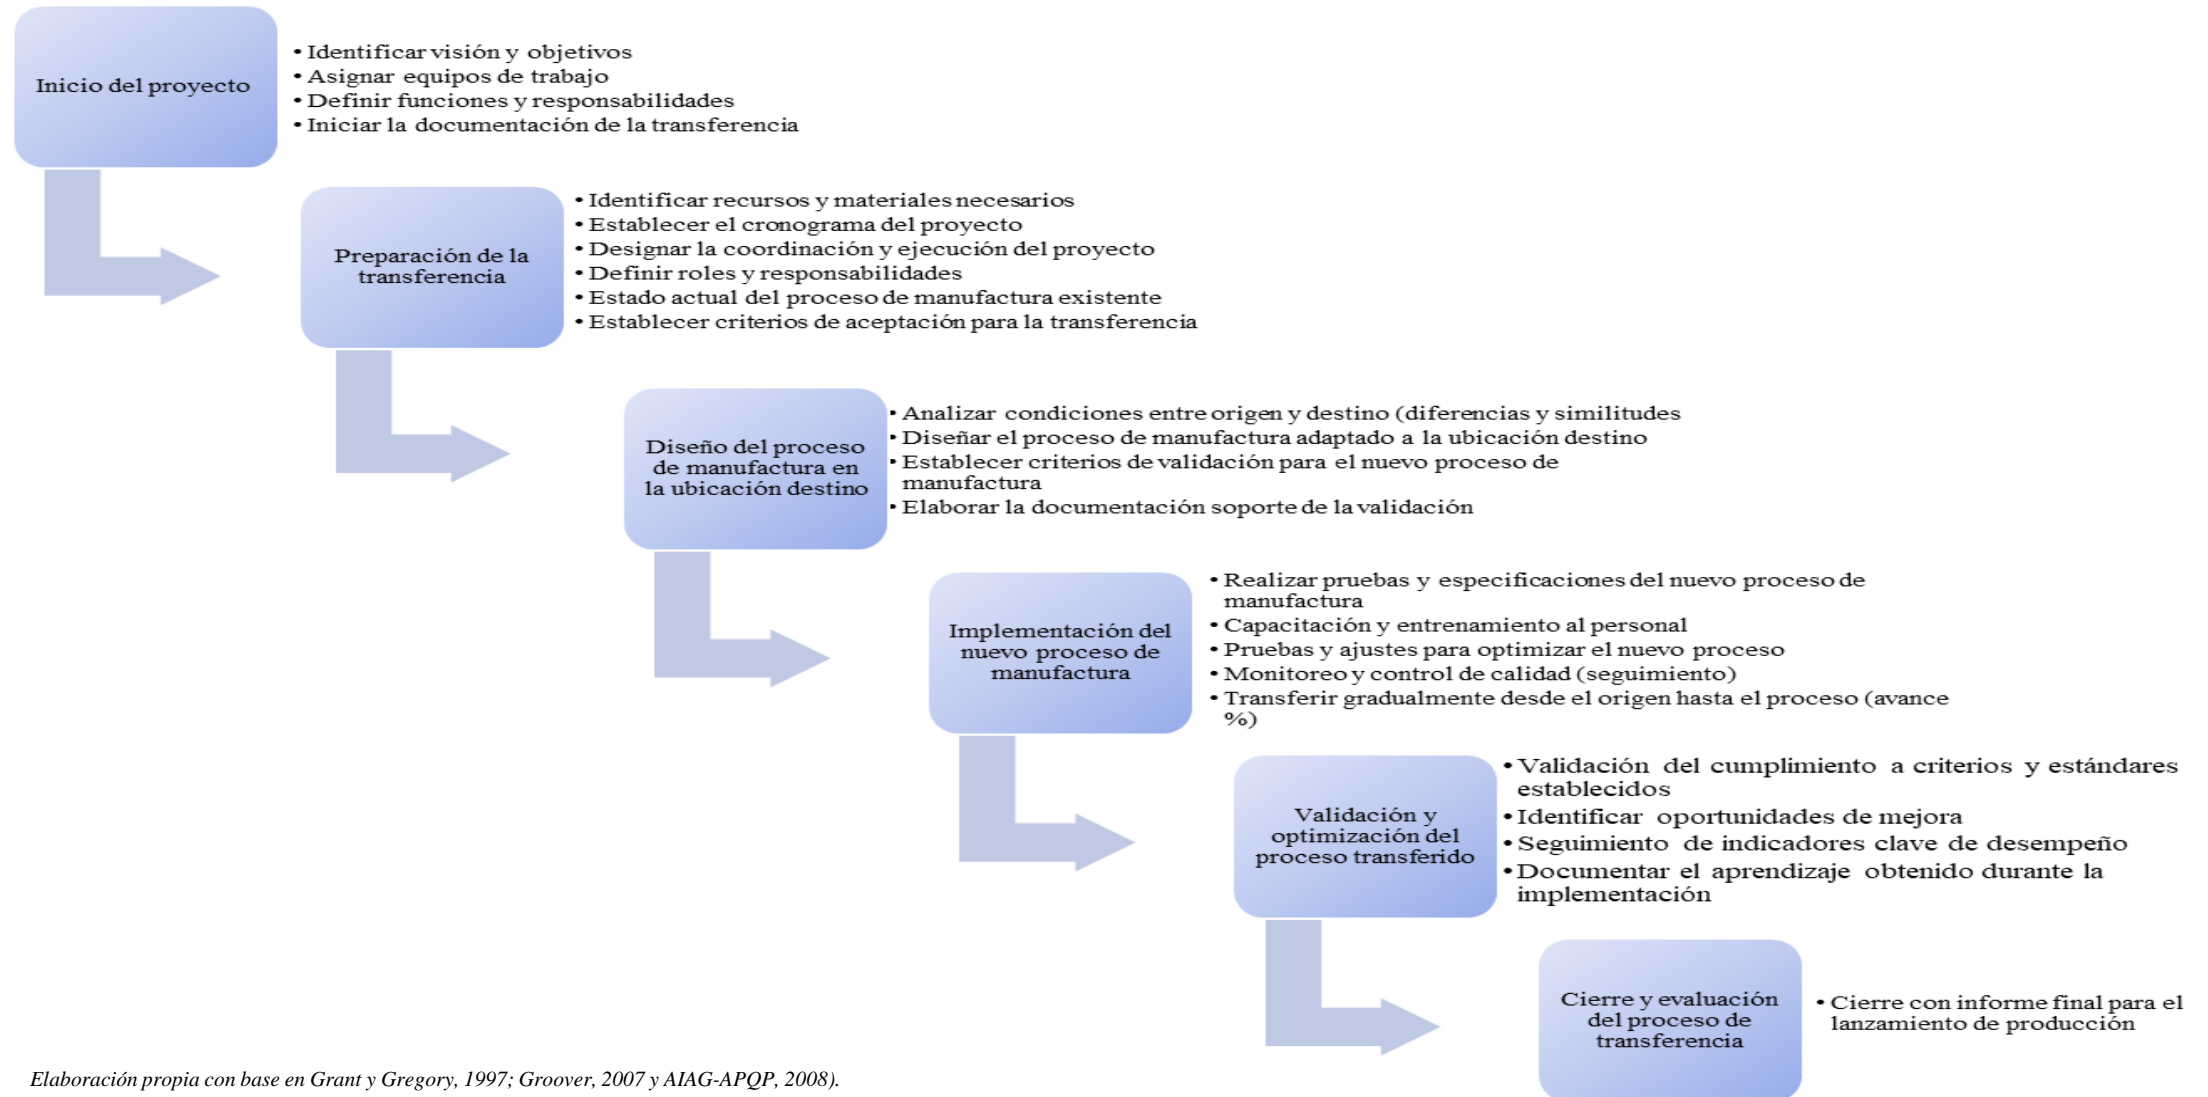 Inicio del proyecto
• Identificar visión y objetivos
• Asignar equipos de trabajo
• Definir funciones y responsabilidades
• Iniciar la documentación de la transferencia
Preparación de la
transferencia
• Identificar recursos y materiales necesarios
• Establecer el cronograma del proyecto
• Designar la coordinación y ejecución del proyecto
• Definir roles y responsabilidades
• Estado actual del proceso de manufactura existente
• Establecer criterios de aceptación para la transferencia
Diseño del proceso
de manufactura en
la ubicación destino
• Analizar condiciones entre origen y destino (diferencias y similitudes
• Diseñar el proceso de manufactura adaptado a la ubicación destino
• Establecer criterios de validación para el nuevo proceso de
manufactura
• Elaborar la documentación soporte de la validación
Implementación del
nuevo proceso de
manufactura
• Realizar pruebas y especificaciones del nuevo proceso de
manufactura
• Capacitación y entrenamiento al personal
• Pruebas y ajustes para optimizar el nuevo proceso
• Monitoreo y control de calidad (seguimiento)
• Transferir gradualmente desde el origen hasta el proceso (avance
%)
Validación y
optimización del
proceso transferido
• Validación del cumplimiento a criterios y estándares
establecidos
• Identificar oportunidades de mejora
• Seguimiento de indicadores clave de desempeño
• Documentar el aprendizaje obtenido durante la
implementación
Cierre y evaluación
del proceso de
transferencia
• Cierre con informe final para el
lanzamiento de producción
Elaboración propia con base en Grant y Gregory, 1997; Groover, 2007 y AIAG-APQP, 2008).